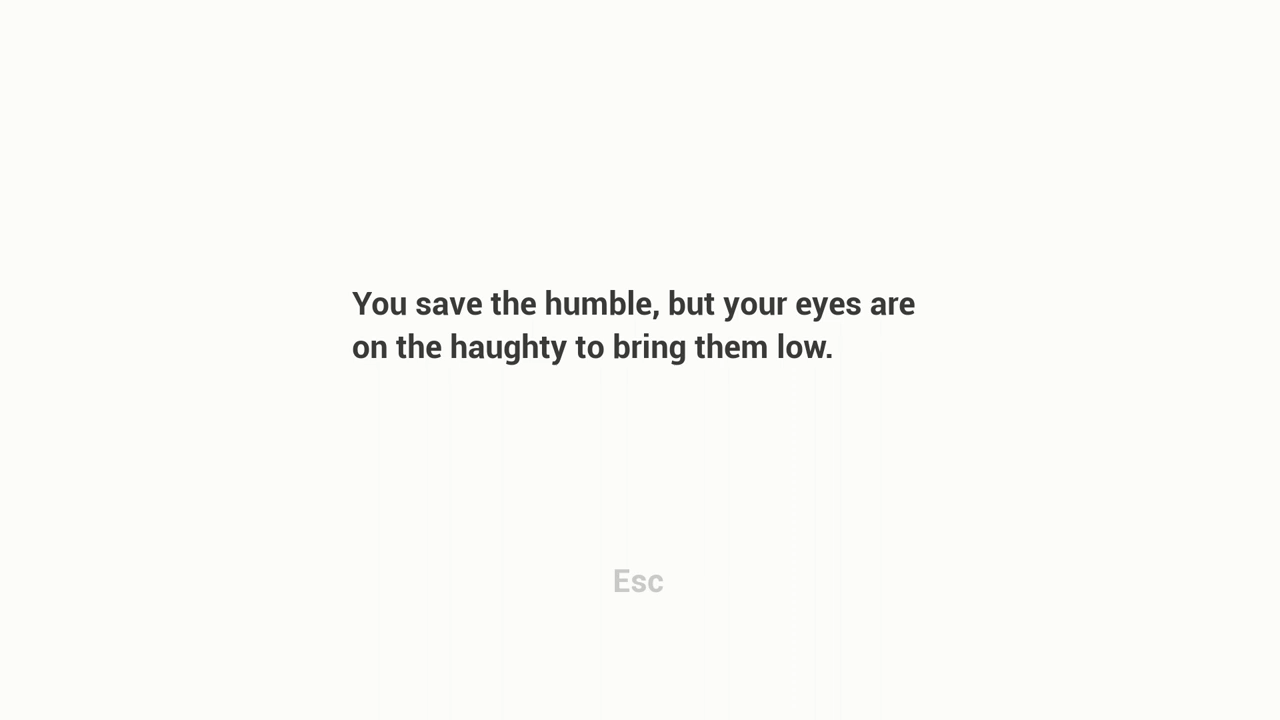 You save the humble, but your eyes are
on the haughty to bring them low.
Esc